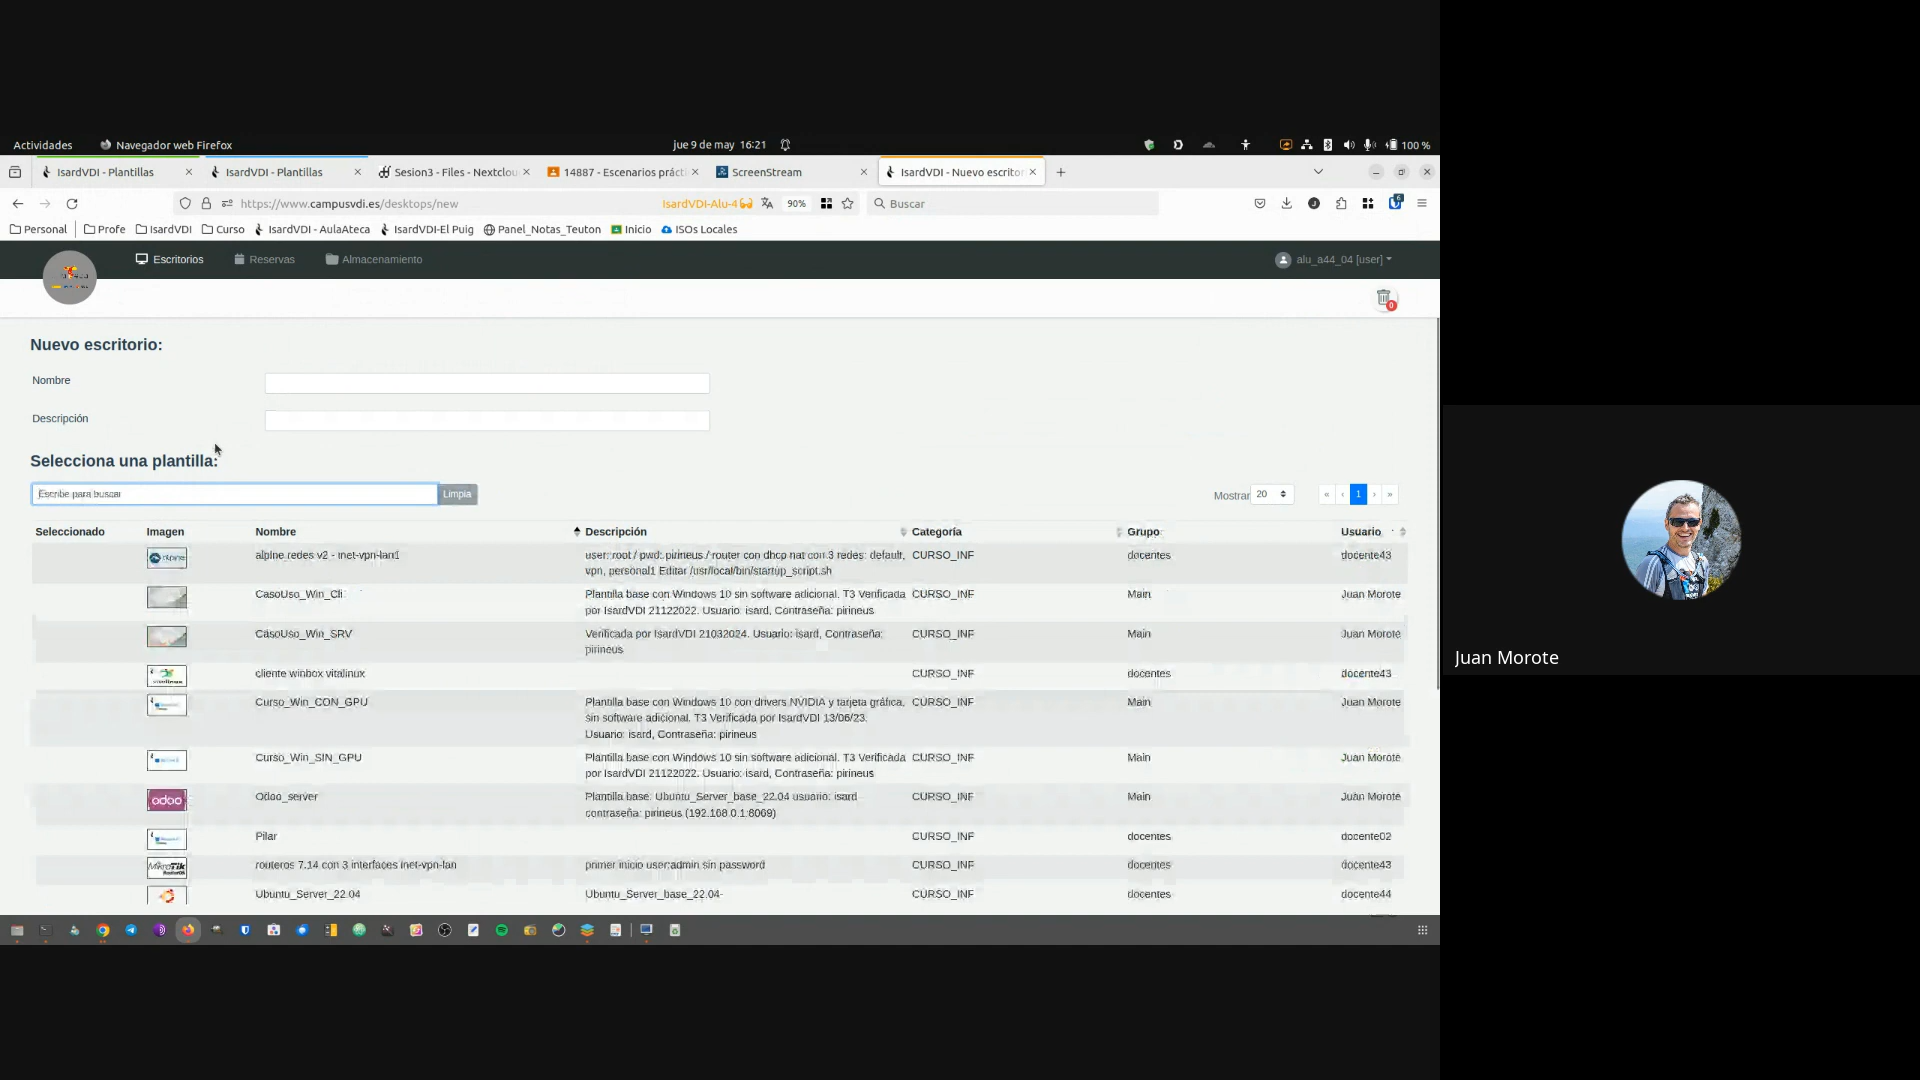 Actividades
Navegador web Firefox
jue 9 de may 16:21
100 %
IsardVDI - Plantillas
IsardVDI - Plantillas
Sesion3 - Files - Nextclou
14887 - Escenarios práct
ScreenStream
IsardVDI - Nuevo escritor
https://www.campusvdi.es/desktops/new
IsardVDI-Alu-4
90%
Buscar
Personal
Profe
IsardVDI
Curso
IsardVDI - AulaAteca
IsardVDI-El Puig
Panel_Notas_Teuton
Inicio
ISOs Locales
Escritorios
Reservas
Almacenamiento
alu_a44_04 [user]
0
Nuevo escritorio:
Nombre
Descripción
Selecciona una plantilla:
Escribe para buscar
Limpia
Mostrar 20
« ‹ 1 › »
Seleccionado Imagen Nombre Descripción Categoría Grupo Usuario
alpine redes v2 - inet-vpn-lan1 user: root / pwd: pirineus / router con dhcp nat con 3 redes: default, CURSO_INF docentes docente43
vpn, personal1 Editar /usr/local/bin/startup_script.sh
CasoUso_Win_Cli Plantilla base con Windows 10 sin software adicional. T3 Verificada CURSO_INF Main Juan Morote
por IsardVDI 21122022. Usuario: isard, Contraseña: pirineus
CasoUso_Win_SRV Verificada por IsardVDI 21032024. Usuario: isard, Contraseña: CURSO_INF Main Juan Morote
pirineus
cliente winbox vitalinux CURSO_INF docentes docente43
Curso_Win_CON_GPU Plantilla base con Windows 10 con drivers NVIDIA y tarjeta gráfica, CURSO_INF Main Juan Morote
sin software adicional. T3 Verificada por IsardVDI 13/06/23.
Usuario: isard, Contraseña: pirineus
Curso_Win_SIN_GPU Plantilla base con Windows 10 sin software adicional. T3 Verificada CURSO_INF Main Juan Morote
por IsardVDI 21122022. Usuario: isard, Contraseña: pirineus
odoo Odoo_server Plantilla base: Ubuntu_Server_base_22.04 usuario: isard CURSO_INF Main Juan Morote
contraseña: pirineus (192.168.0.1:8069)
Pilar CURSO_INF docentes docente02
MikroTik routeros 7.14 con 3 interfaces inet-vpn-lan primer inicio user:admin sin password CURSO_INF docentes docente43
Ubuntu_Server_22.04 Ubuntu_Server_base_22.04- CURSO_INF docentes docente44
Juan Morote